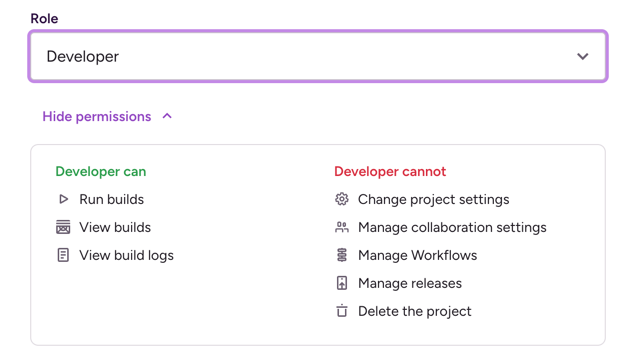 Role
Developer
Hide permissions
Developer can
Run builds
View builds
View build logs
Developer cannot
Change project settings
Manage collaboration settings
Manage Workflows
Manage releases
Delete the project